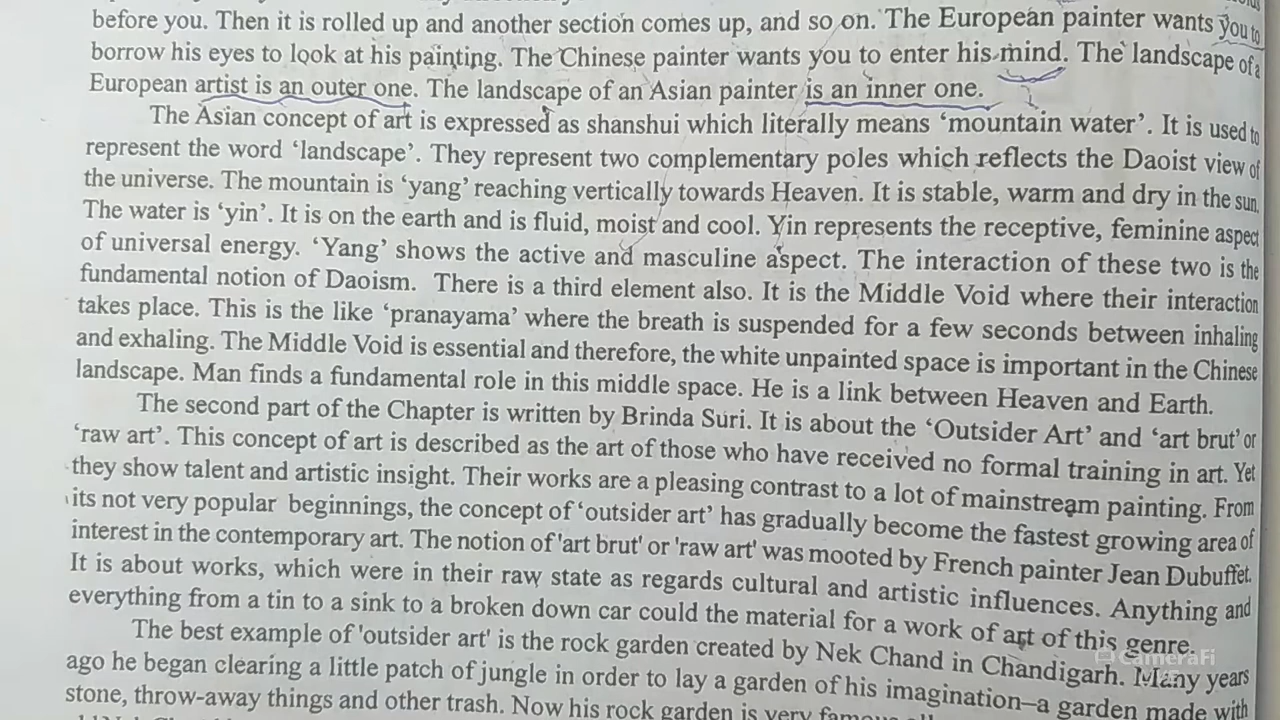 before you. Then it is rolled up and another section comes up, and so on. The European painter wants you to
borrow his eyes to look at his painting. The Chinese painter wants you to enter his mind. The landscape of a
European artist is an outer one. The landscape of an Asian painter is an inner one.
The Asian concept of art is expressed as shanshui which literally means ‘mountain water’. It is used to
represent the word ‘landscape’. They represent two complementary poles which reflects the Daoist view of
the universe. The mountain is ‘yang’ reaching vertically towards Heaven. It is stable, warm and dry in the sun.
The water is ‘yin’. It is on the earth and is fluid, moist and cool. Yin represents the receptive, feminine aspect
of universal energy. ‘Yang’ shows the active and masculine aspect. The interaction of these two is the
fundamental notion of Daoism. There is a third element also. It is the Middle Void where their interaction
takes place. This is the like ‘pranayama’ where the breath is suspended for a few seconds between inhaling
and exhaling. The Middle Void is essential and therefore, the white unpainted space is important in the Chinese
landscape. Man finds a fundamental role in this middle space. He is a link between Heaven and Earth.
The second part of the Chapter is written by Brinda Suri. It is about the ‘Outsider Art’ and ‘art brut’ or
‘raw art’. This concept of art is described as the art of those who have received no formal training in art. Yet
they show talent and artistic insight. Their works are a pleasing contrast to a lot of mainstream painting. From
its not very popular beginnings, the concept of ‘outsider art’ has gradually become the fastest growing area of
interest in the contemporary art. The notion of 'art brut' or 'raw art' was mooted by French painter Jean Dubuffet.
It is about works, which were in their raw state as regards cultural and artistic influences. Anything and
everything from a tin to a sink to a broken down car could the material for a work of art of this genre.
The best example of 'outsider art' is the rock garden created by Nek Chand in Chandigarh. Many years
ago he began clearing a little patch of jungle in order to lay a garden of his imagination–a garden made with
stone, throw-away things and other trash. Now his rock garden is very
CameraFi